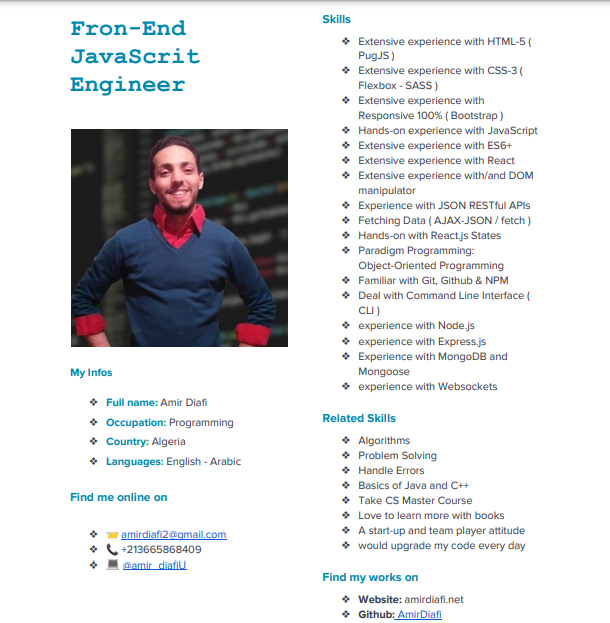 Fron-End
JavaScrit
Engineer
My Infos
❖ Full name: Amir Diafi
❖ Occupation: Programming
❖ Country: Algeria
❖ Languages: English - Arabic
Find me online on
❖ 📨 amirdiafi2@gmail.com
❖ 📞 +213665868409
❖ 💻 @amir_diafiU
Skills
❖ Extensive experience with HTML-5 (
PugJS )
❖ Extensive experience with CSS-3 (
Flexbox - SASS )
❖ Extensive experience with
Responsive 100% ( Bootstrap )
❖ Hands-on experience with JavaScript
❖ Extensive experience with ES6+
❖ Extensive experience with React
❖ Extensive experience with/and DOM
manipulator
❖ Experience with JSON RESTful APIs
❖ Fetching Data ( AJAX-JSON / fetch )
❖ Hands-on with React.js States
❖ Paradigm Programming:
Object-Oriented Programming
❖ Familiar with Git, Github & NPM
❖ Deal with Command Line Interface (
CLI )
❖ experience with Node.js
❖ experience with Express.js
❖ Experience with MongoDB and
Mongoose
❖ experience with Websockets
Related Skills
❖ Algorithms
❖ Problem Solving
❖ Handle Errors
❖ Basics of Java and C++
❖ Take CS Master Course
❖ Love to learn more with books
❖ A start-up and team player attitude
❖ would upgrade my code every day
Find my works on
❖ Website: amirdiafi.net
❖ Github: AmirDiafi